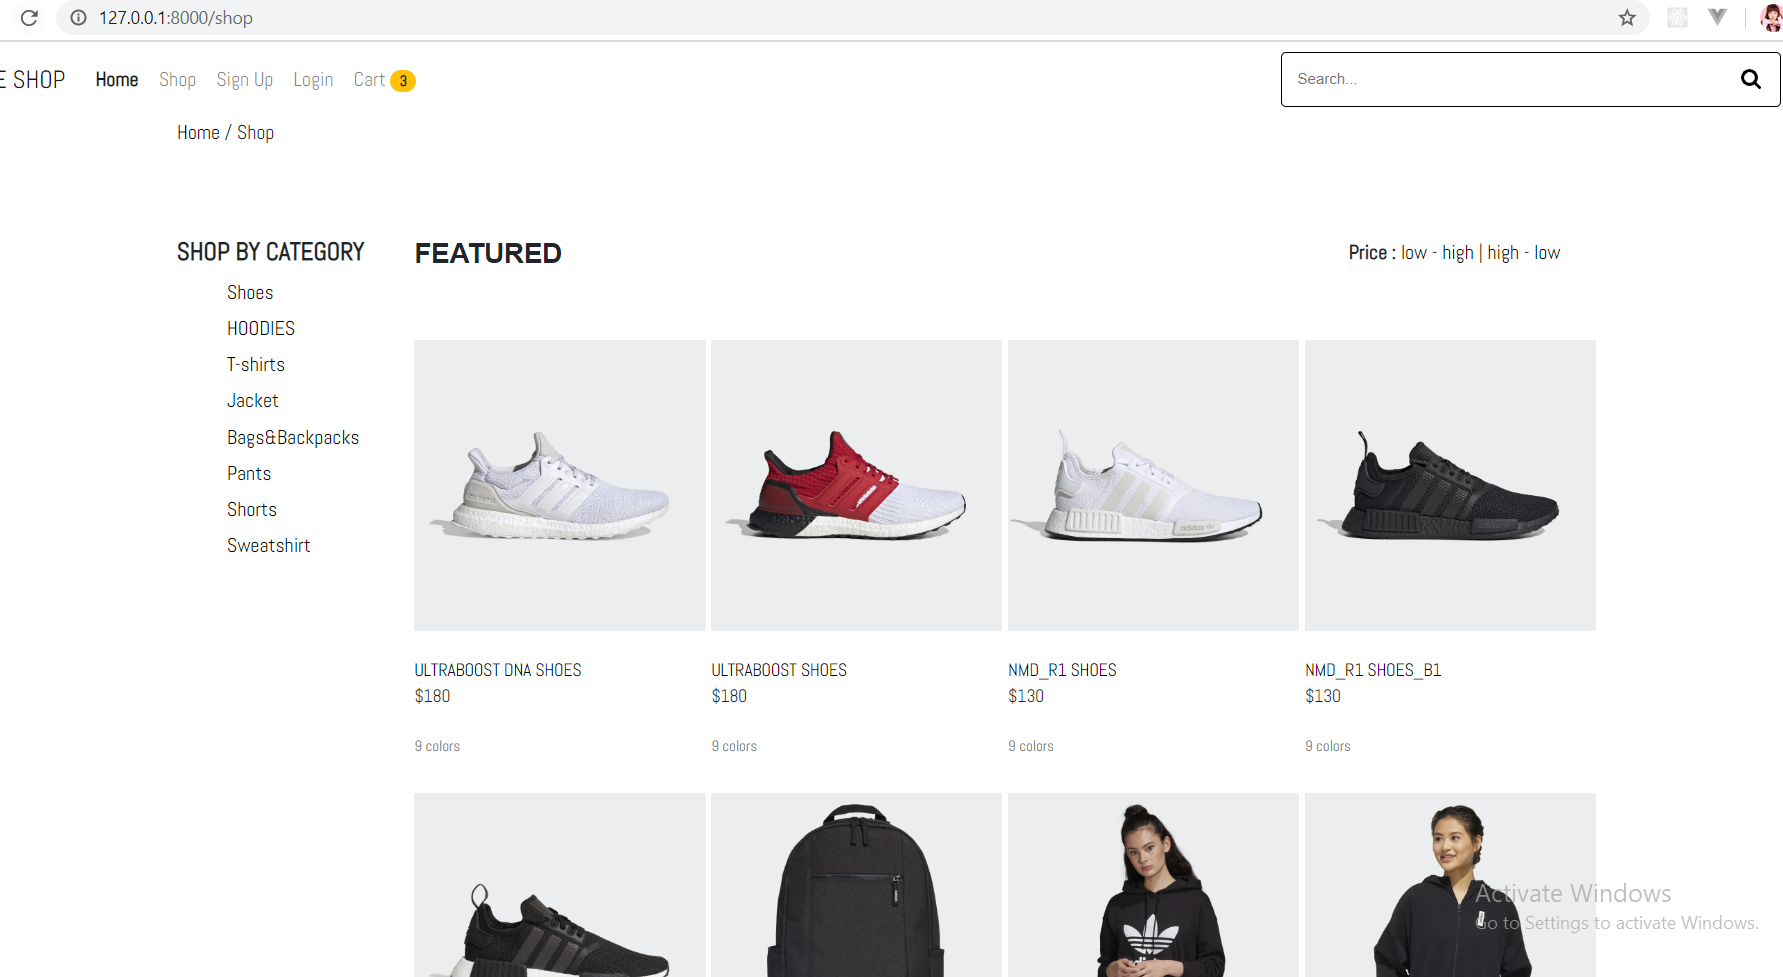 127.0.0.1:8000/shop
E SHOP Home Shop Sign Up Login Cart 3
Search...
Home / Shop
SHOP BY CATEGORY
Shoes
HOODIES
T-shirts
Jacket
Bags&Backpacks
Pants
Shorts
Sweatshirt
FEATURED
Price : low - high | high - low
ULTRABOOST DNA SHOES
$180
9 colors
ULTRABOOST SHOES
$180
9 colors
adidas
NMD_R1 SHOES
$130
9 colors
NMD_R1 SHOES_B1
$130
9 colors
Activate Windows
Go to Settings to activate Windows.